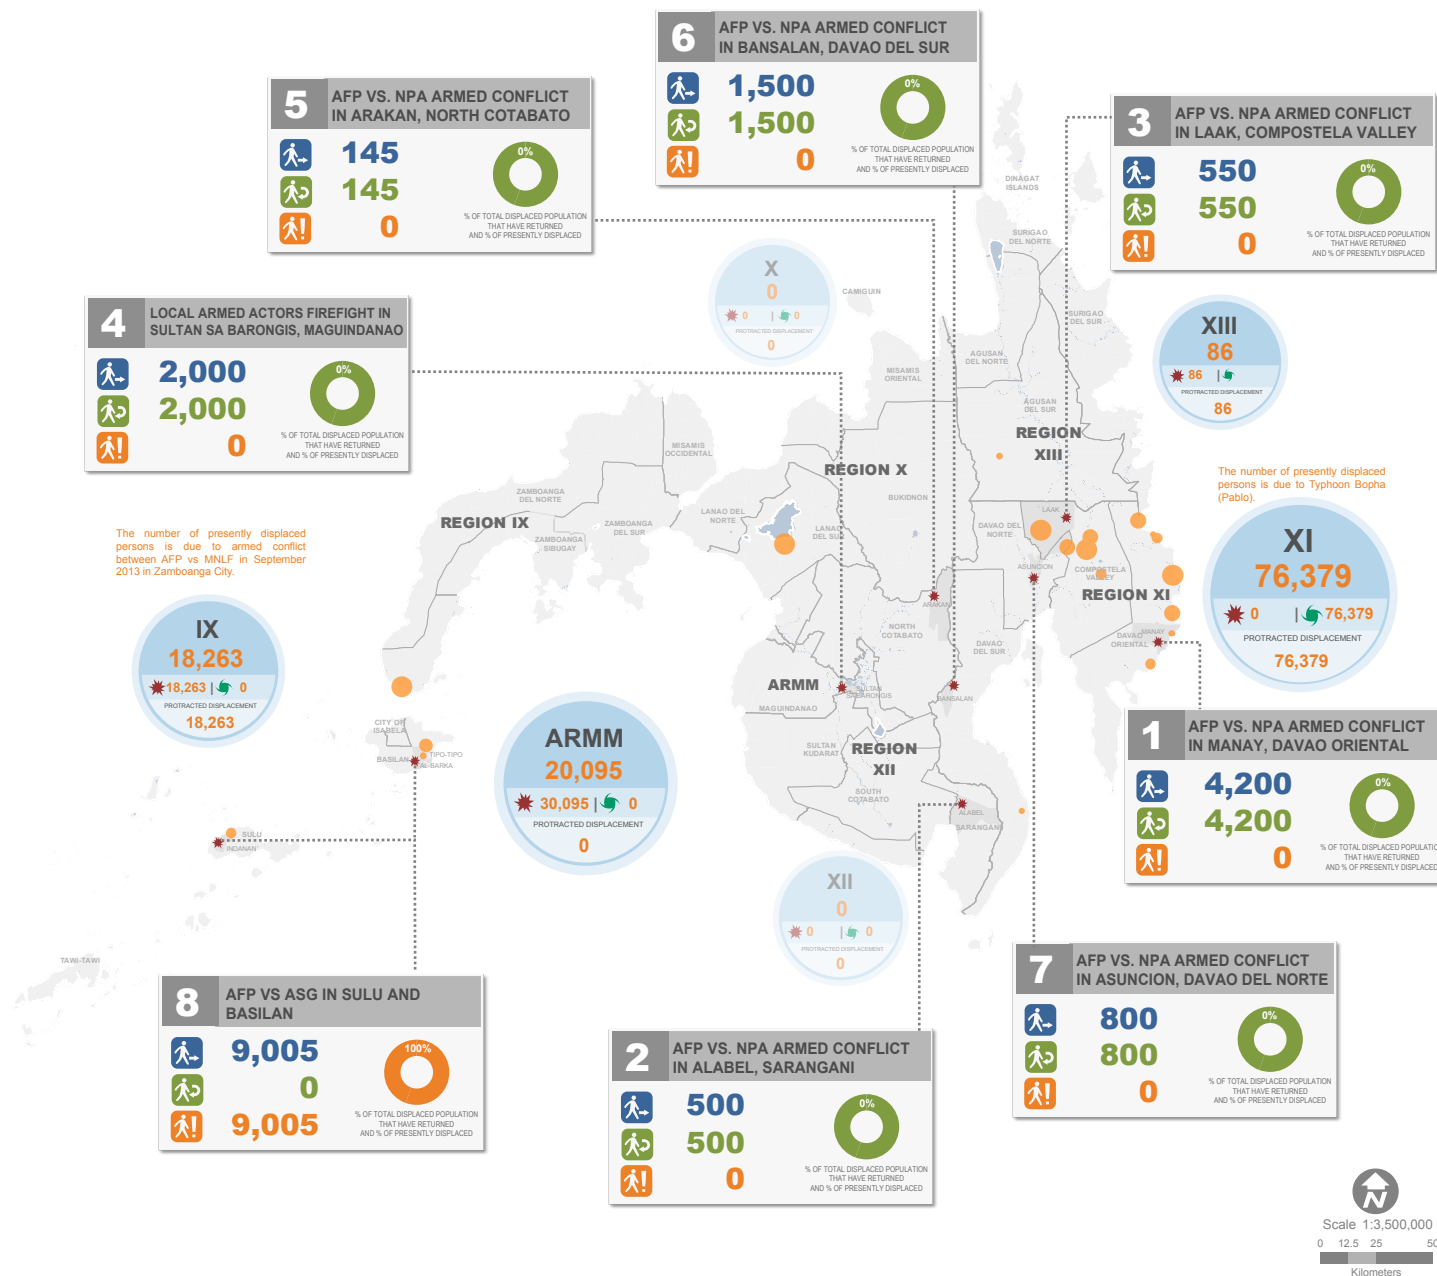 6
AFP VS. NPA ARMED CONFLICT
IN BANSALAN, DAVAO DEL SUR
1,500
1,500
0
0%
% OF TOTAL DISPLACED POPULATION
THAT HAVE RETURNED
AND % OF PRESENTLY DISPLACED
5
AFP VS. NPA ARMED CONFLICT
IN ARAKAN, NORTH COTABATO
145
145
0
0%
% OF TOTAL DISPLACED POPULATION
THAT HAVE RETURNED
AND % OF PRESENTLY DISPLACED
3
AFP VS. NPA ARMED CONFLICT
IN LAAK, COMPOSTELA VALLEY
550
550
0
0%
% OF TOTAL DISPLACED POPULATION
THAT HAVE RETURNED
AND % OF PRESENTLY DISPLACED
4
LOCAL ARMED ACTORS FIREFIGHT IN
SULTAN SA BARONGIS, MAGUINDANAO
2,000
2,000
0
0%
% OF TOTAL DISPLACED POPULATION
THAT HAVE RETURNED
AND % OF PRESENTLY DISPLACED
X
0
0 | 0
PROTRACTED DISPLACEMENT
0
XIII
86
86 |
PROTRACTED DISPLACEMENT
86
The number of presently displaced
persons is due to Typhoon Bopha
(Pablo).
XI
76,379
0 | 76,379
PROTRACTED DISPLACEMENT
76,379
The number of presently displaced
persons is due to armed conflict
between AFP vs MNLF in September
2013 in Zamboanga City.
IX
18,263
18,263 | 0
PROTRACTED DISPLACEMENT
18,263
ARMM
20,095
30,095 | 0
PROTRACTED DISPLACEMENT
0
XII
0
0 | 0
PROTRACTED DISPLACEMENT
0
DINAGAT
ISLANDS
SURIGAO
DEL NORTE
CAMIGUIN
SURIGAO
DEL SUR
AGUSAN
DEL NORTE
MISAMIS
ORIENTAL
AGUSAN
DEL SUR
REGION
XIII
MISAMIS
OCCIDENTAL
REGION X
BUKIDNON
ZAMBOANGA
DEL NORTE
REGION IX
ZAMBOANGA
DEL SUR
ZAMBOANGA
SIBUGAY
LANAO DEL
NORTE
LANAO
DEL SUR
LAAK
DAVAO DEL
NORTE
ASUNCION
COMPOSTELA
VALLEY
REGION XI
ARAKAN
NORTH
COTABATO
DAVAO
DEL SUR
DAVAO
ORIENTAL
MANAY
ARMM
SULTAN
SA BARONGIS
MAGUINDANAO
BANSALAN
SULTAN
KUDARAT
REGION
XII
SOUTH
COTABATO
ALABEL
SARANGANI
CITY OF
ISABELA
BASILAN
TIPO-TIPO
AL-BARKA
SULU
INDANAN
TAWI-TAWI
1
AFP VS. NPA ARMED CONFLICT
IN MANAY, DAVAO ORIENTAL
4,200
4,200
0
0%
% OF TOTAL DISPLACED POPULATIO
THAT HAVE RETURNED
AND % OF PRESENTLY DISPLACED
8
AFP VS ASG IN SULU AND
BASILAN
9,005
0
9,005
100%
% OF TOTAL DISPLACED POPULATION
THAT HAVE RETURNED
AND % OF PRESENTLY DISPLACED
2
AFP VS. NPA ARMED CONFLICT
IN ALABEL, SARANGANI
500
500
0
0%
% OF TOTAL DISPLACED POPULATION
THAT HAVE RETURNED
AND % OF PRESENTLY DISPLACED
7
AFP VS. NPA ARMED CONFLICT
IN ASUNCION, DAVAO DEL NORTE
800
800
0
0%
% OF TOTAL DISPLACED POPULATION
THAT HAVE RETURNED
AND % OF PRESENTLY DISPLACED
N
Scale 1:3,500,000
0 12.5 25 50
Kilometers